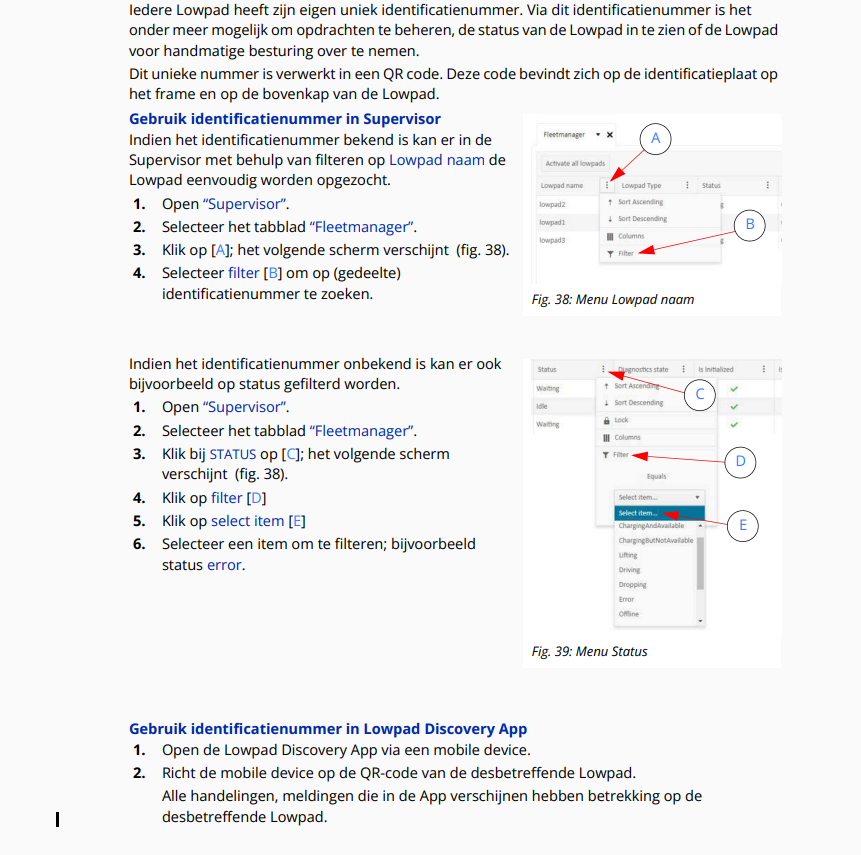 Iedere Lowpad heeft zijn eigen uniek identificatienummer. Via dit identificatienummer is het
onder meer mogelijk om opdrachten te beheren, de status van de Lowpad in te zien of de Lowpad
voor handmatige besturing over te nemen.
Dit unieke nummer is verwerkt in een QR code. Deze code bevindt zich op de identificatieplaat op
het frame en op de bovenkap van de Lowpad.
Gebruik identificatienummer in Supervisor
Indien het identificatienummer bekend is kan er in de
Supervisor met behulp van filteren op Lowpad naam de
Lowpad eenvoudig worden opgezocht.
1. Open “Supervisor”.
2. Selecteer het tabblad “Fleetmanager”.
3. Klik op [A]; het volgende scherm verschijnt (fig. 38).
4. Selecteer filter [B] om op (gedeelte)
identificatienummer te zoeken.
Fleetmanager
A
Activate all lowpads
Lowpad name Lowpad Type Status
lowpad2 Sort Ascending g
lowpad1 Sort Descending
B
lowpad3 Columns g
Filter
Fig. 38: Menu Lowpad naam
Indien het identificatienummer onbekend is kan er ook
bijvoorbeeld op status gefilterd worden.
1. Open “Supervisor”.
2. Selecteer het tabblad “Fleetmanager”.
3. Klik bij STATUS op [C]; het volgende scherm
verschijnt (fig. 38).
4. Klik op filter [D]
5. Klik op select item [E]
6. Selecteer een item om te filteren; bijvoorbeeld
status error.
Status Diagnostics state Is Initialized
Waiting Sort Ascending
C
Idle Sort Descending
Waiting Lock
Columns
Filter
D
Equals
Select item...
Select item...
E
ChargingAndAvailable
ChargingButNotAvailable
Lifting
Driving
Dropping
Error
Offline
Fig. 39: Menu Status
Gebruik identificatienummer in Lowpad Discovery App
1. Open de Lowpad Discovery App via een mobile device.
2. Richt de mobile device op de QR-code van de desbetreffende Lowpad.
Alle handelingen, meldingen die in de App verschijnen hebben betrekking op de
desbetreffende Lowpad.